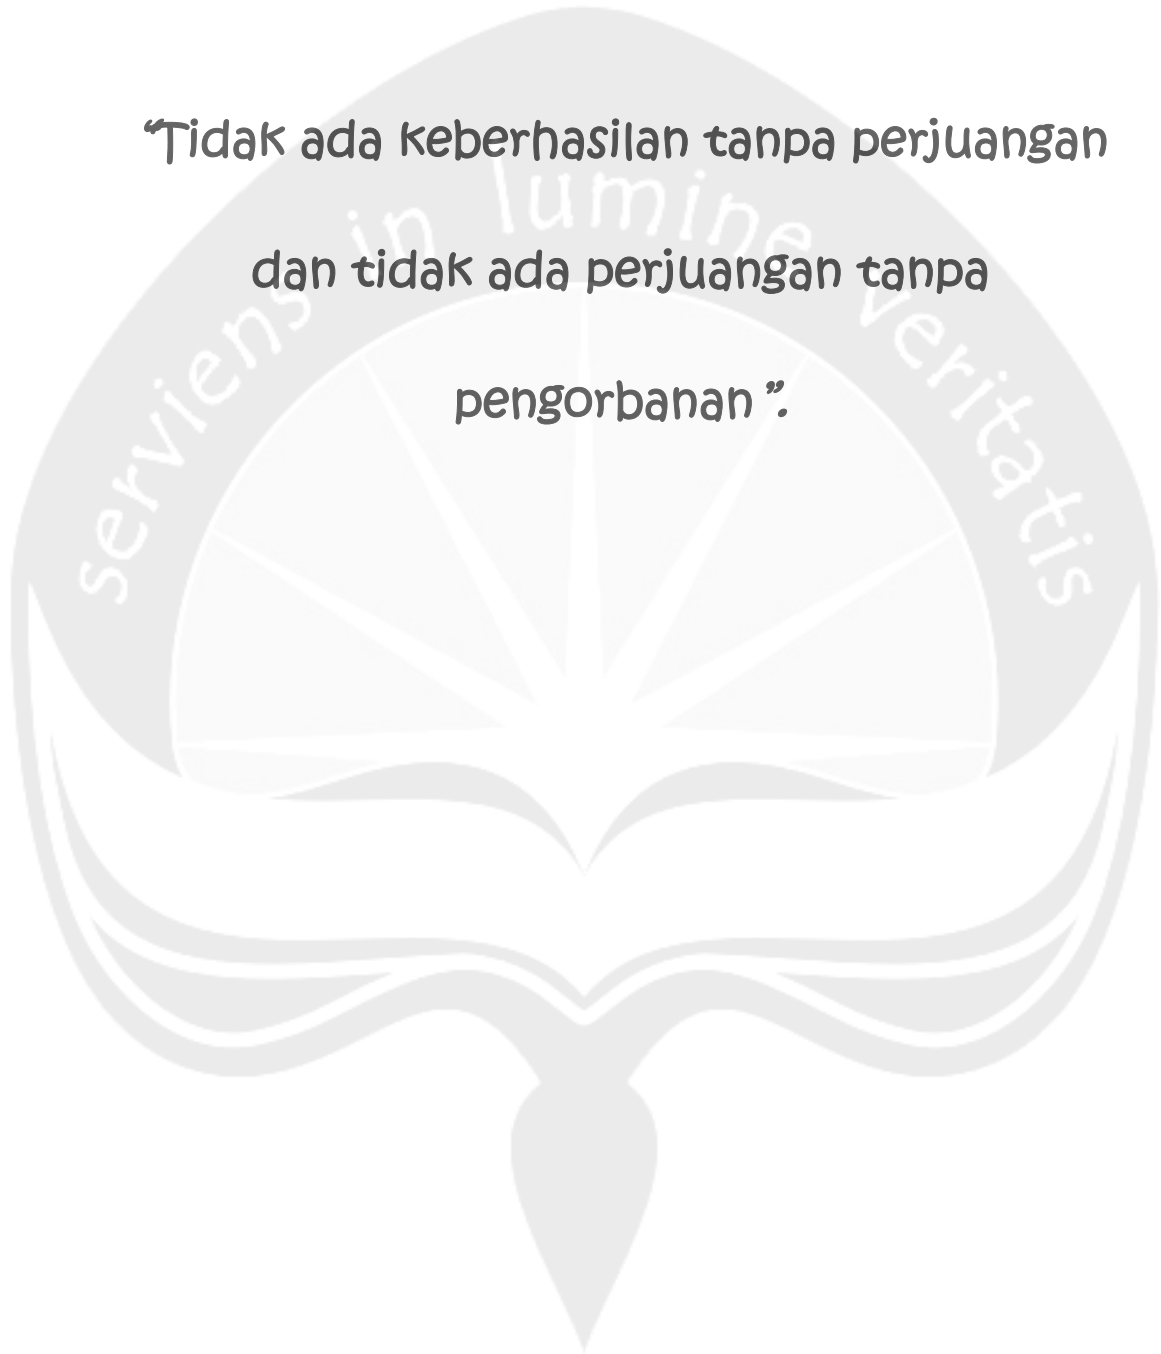 “Tidak ada keberhasilan tanpa perjuangan
dan tidak ada perjuangan tanpa
pengorbanan ”.
serviens in lumine veritatis